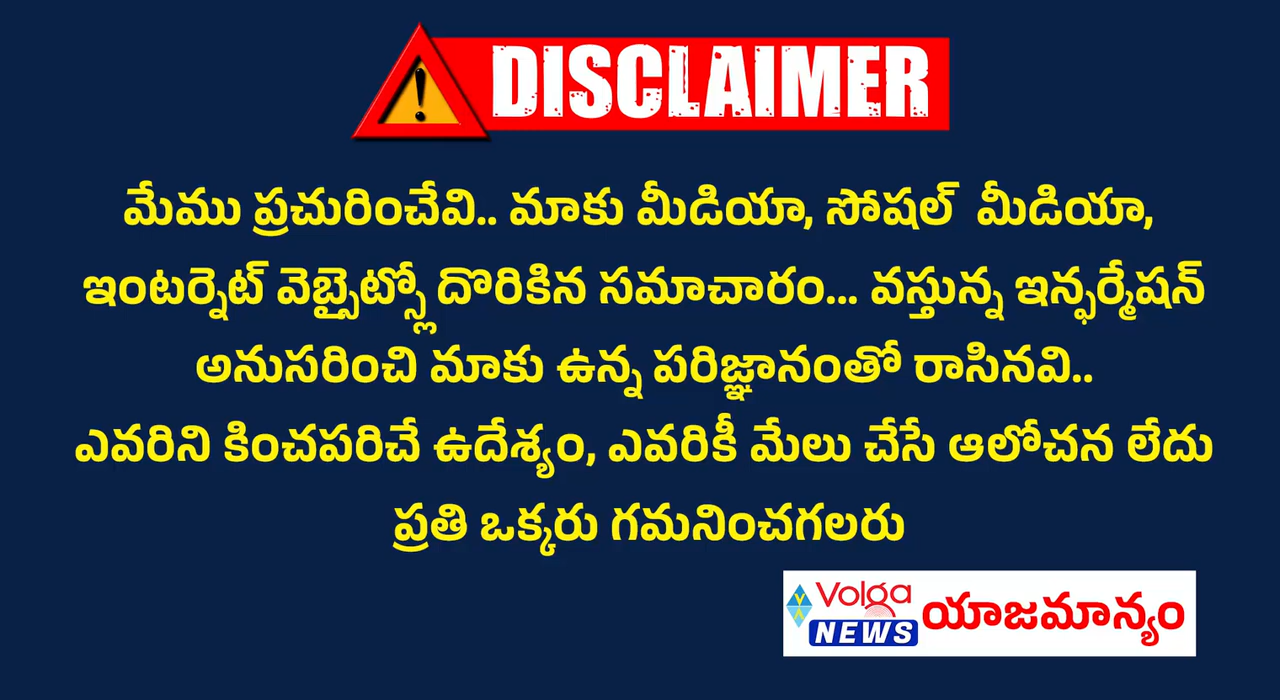 DISCLAIMER
మేము ప్రచురించేవి.. మాకు మీడియా, సోషల్ మీడియా,
ఇంటర్నెట్ వెబ్సైట్స్లో దొరికిన సమాచారం... వస్తున్న ఇన్ఫర్మేషన్
అనుసరించి మాకు ఉన్న పరిజ్ఞానంతో రాసినవి..
ఎవరిని కించపరిచే ఉదేశ్యం, ఎవరికీ మేలు చేసే ఆలోచన లేదు
ప్రతి ఒక్కరు గమనించగలరు
Volga
NEWS యాజమాన్యం